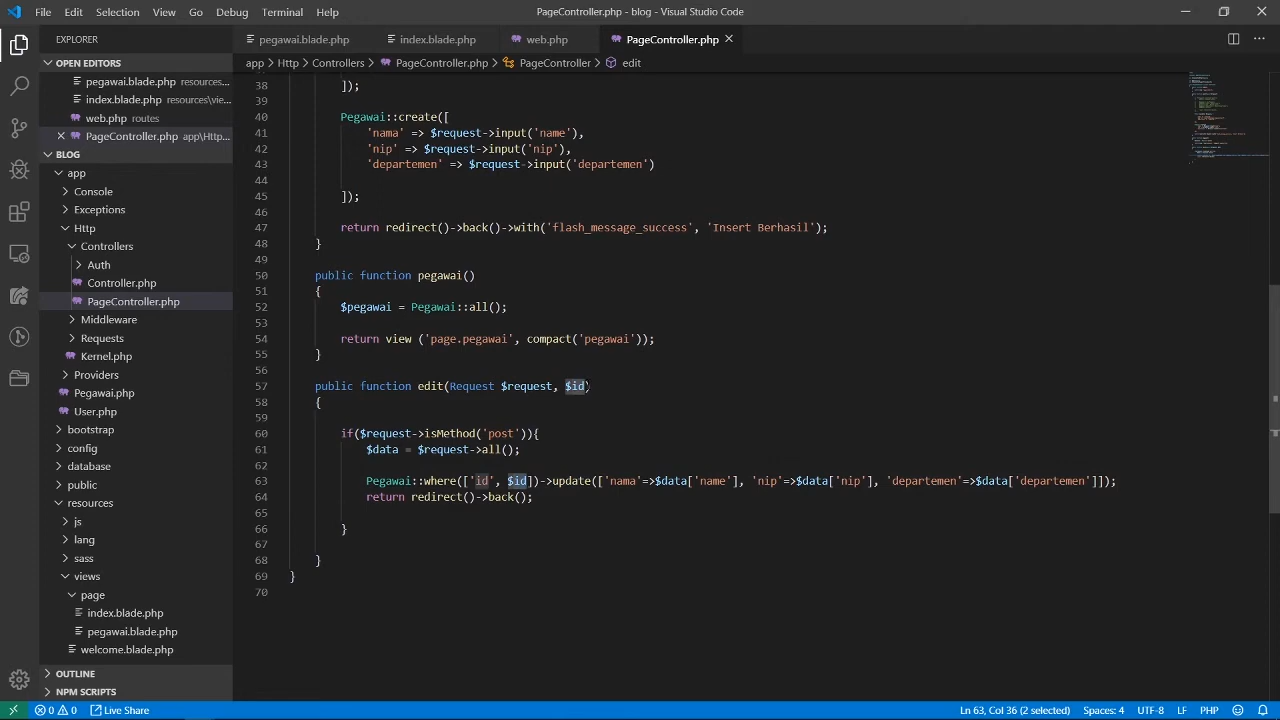 File Edit Selection View Go Debug Terminal Help
PageController.php - blog - Visual Studio Code
EXPLORER
OPEN EDITORS
pegawai.blade.php resources...
index.blade.php resources\vie...
web.php routes
PageController.php app\Http...
BLOG
app
Console
Exceptions
Http
Controllers
Auth
Controller.php
PageController.php
Middleware
Requests
Kernel.php
Providers
Pegawai.php
User.php
bootstrap
config
database
public
resources
js
lang
sass
views
page
index.blade.php
pegawai.blade.php
welcome.blade.php
OUTLINE
NPM SCRIPTS
pegawai.blade.php index.blade.php web.php PageController.php
app > Http > Controllers > PageController.php > PageController > edit
38 ]);
39
40 Pegawai::create([
41 'nama' => $request->input('name'),
42 'nip' => $request->input('nip'),
43 'departemen' => $request->input('departemen')
44
45 ]);
46
47 return redirect()->back()->with('flash_message_success', 'Insert Berhasil');
48 }
49
50 public function pegawai()
51 {
52 $pegawai = Pegawai::all();
53
54 return view ('page.pegawai', compact('pegawai'));
55 }
56
57 public function edit(Request $request, $id)
58 {
59
60 if($request->isMethod('post')){
61 $data = $request->all();
62
63 Pegawai::where(['id', $id])->update(['nama'=>$data['name'], 'nip'=>$data['nip'], 'departemen'=>$data['departemen']]);
64 return redirect()->back();
65
66 }
67
68 }
69 }
70
0 0 Live Share
Ln 63, Col 36 (2 selected) Spaces: 4 UTF-8 LF PHP